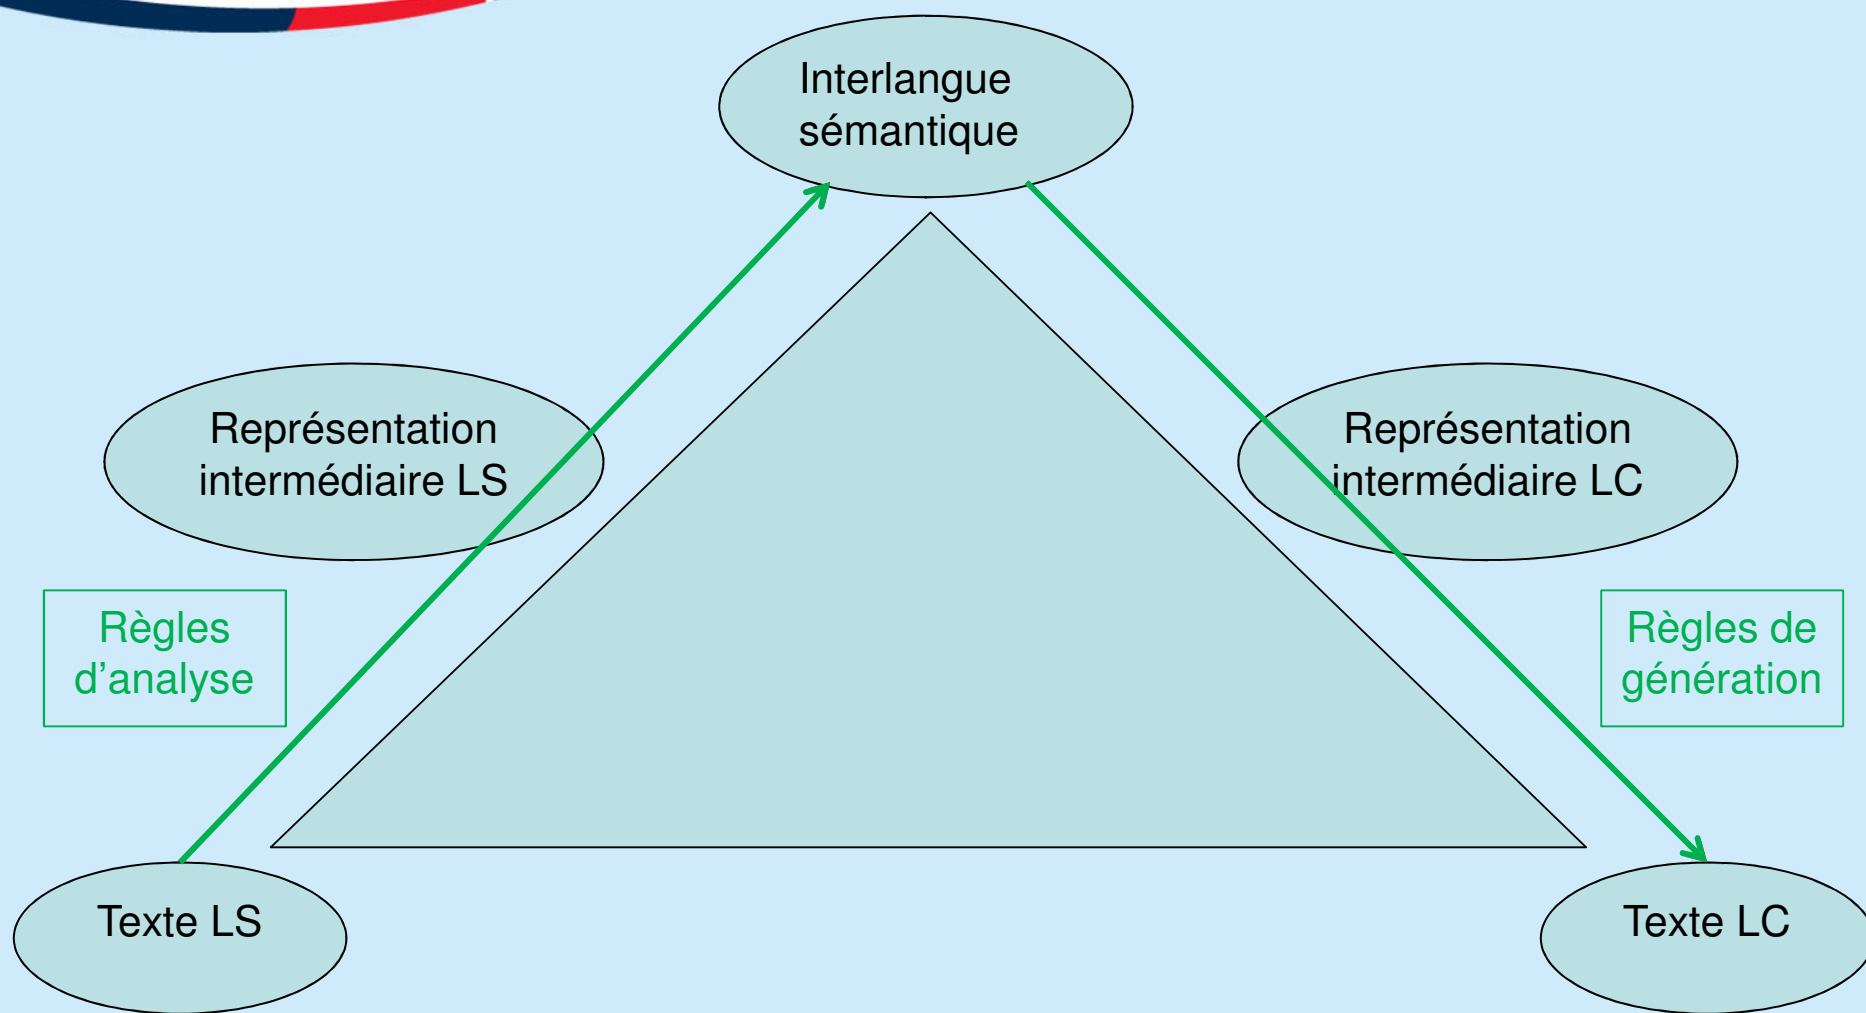 Interlangue
sémantique
Représentation
intermédiaire LS
Représentation
intermédiaire LC
Règles
d’analyse
Règles de
génération
Texte LS
Texte LC